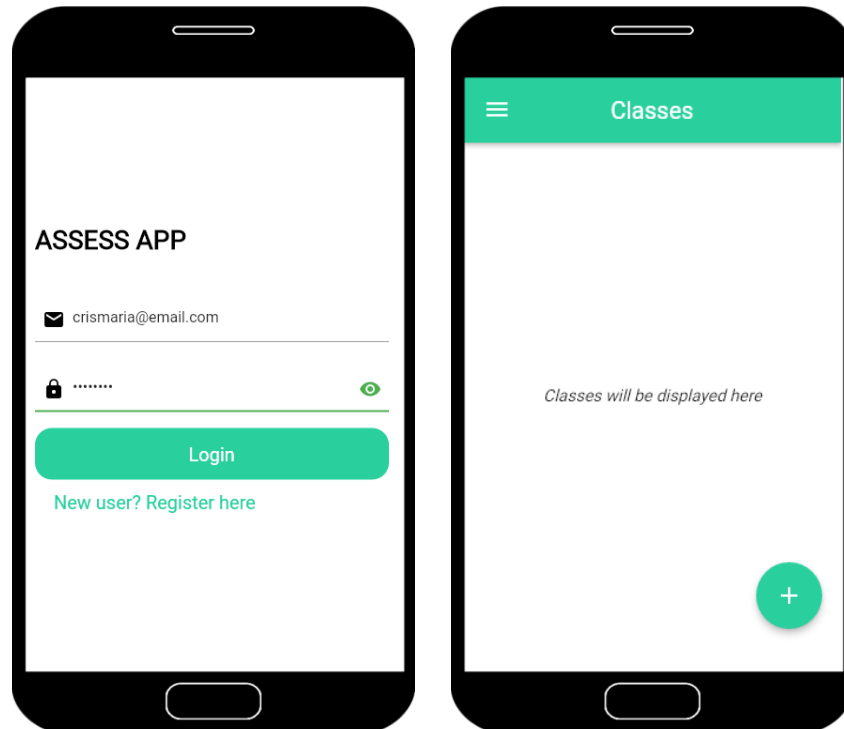 ASSESS APP
crismaria@email.com
········
Login
New user? Register here
Classes
Classes will be displayed here
+